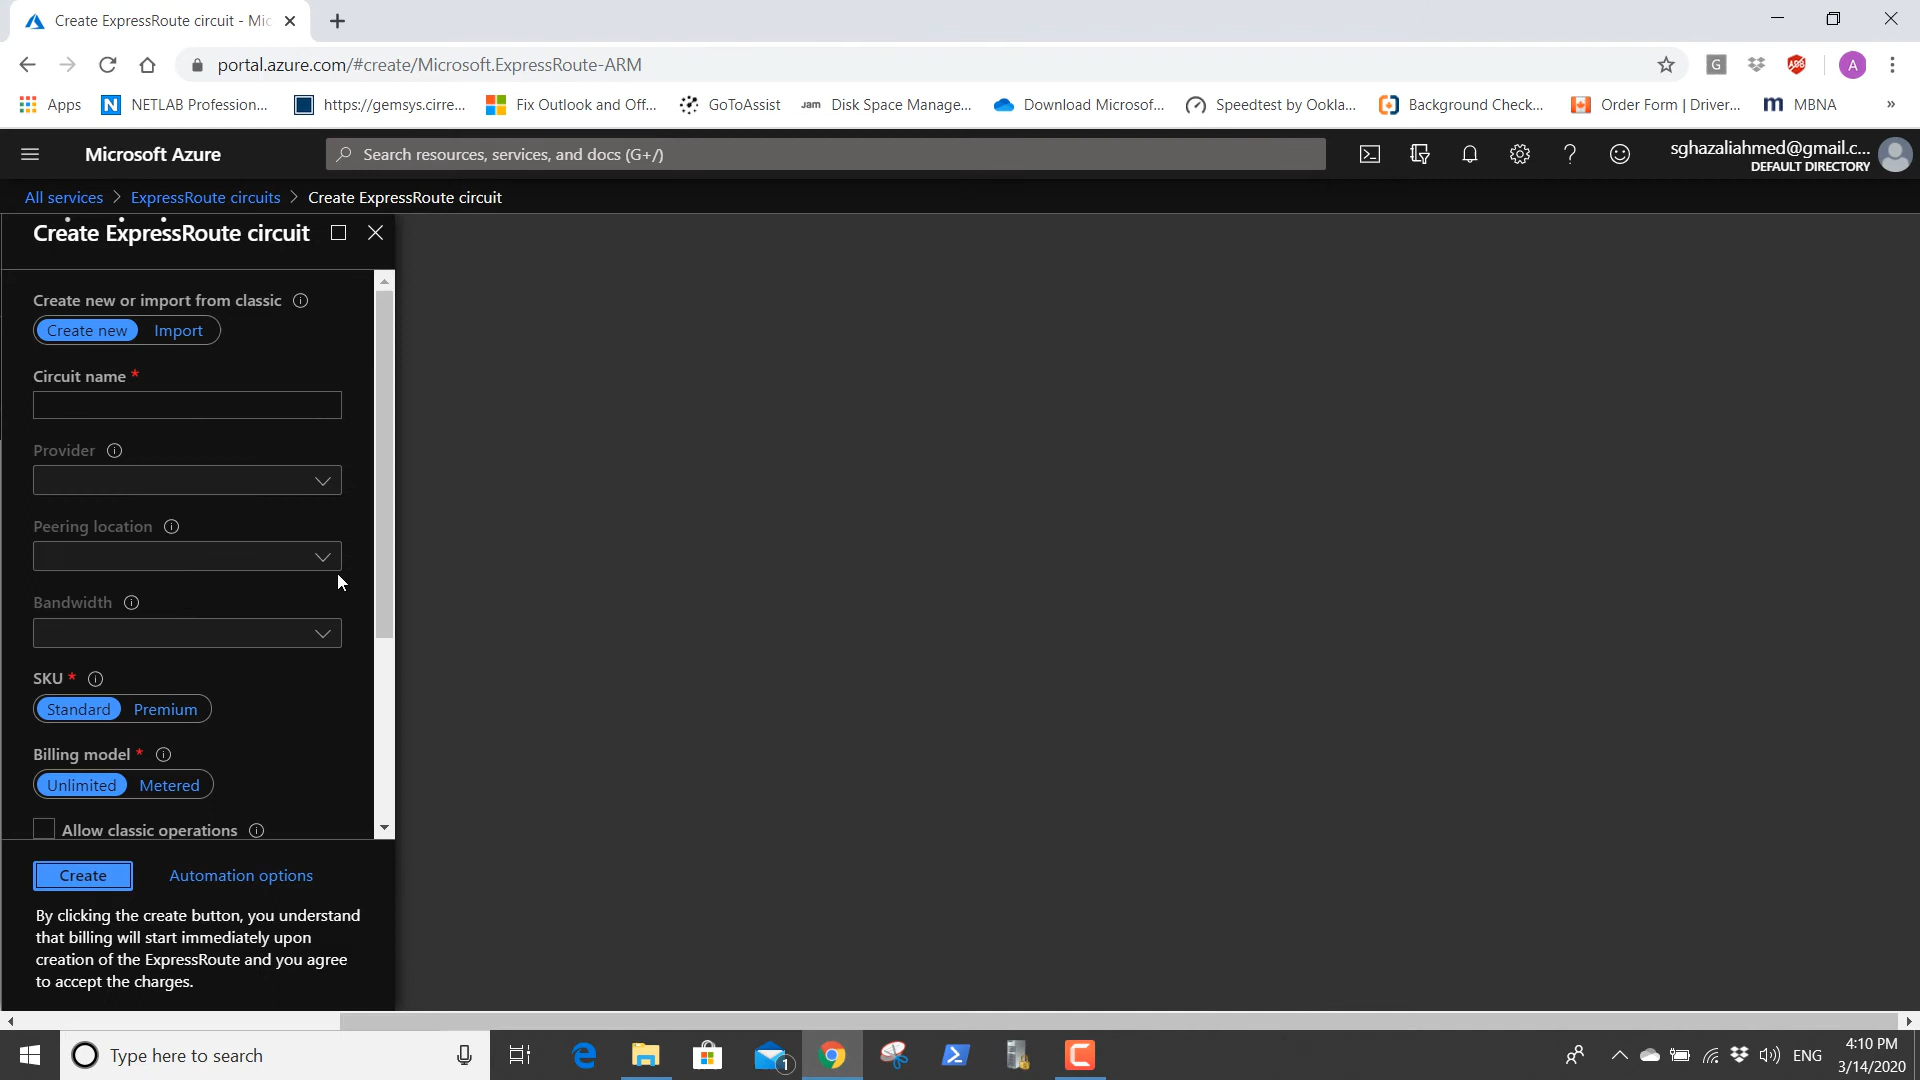 Create ExpressRoute circuit - Mic
portal.azure.com/#create/Microsoft.ExpressRoute-ARM
G
ABP
A
Apps
N
NETLAB Profession...
https://gemsys.cirre...
Fix Outlook and Off...
GoToAssist
Jam
Disk Space Manage...
Download Microsof...
Speedtest by Ookla...
Background Check...
Order Form | Driver...
m
MBNA
»
Microsoft Azure
Search resources, services, and docs (G+/)
sghazaliahmed@gmail.c...
DEFAULT DIRECTORY
All services > ExpressRoute circuits > Create ExpressRoute circuit
Create ExpressRoute circuit
Create new or import from classic
Create new
Import
Circuit name *
Provider
Peering location
Bandwidth
SKU *
Standard
Premium
Billing model *
Unlimited
Metered
Allow classic operations
Create
Automation options
By clicking the create button, you understand
that billing will start immediately upon
creation of the ExpressRoute and you agree
to accept the charges.
Type here to search
1
ENG
4:10 PM
3/14/2020